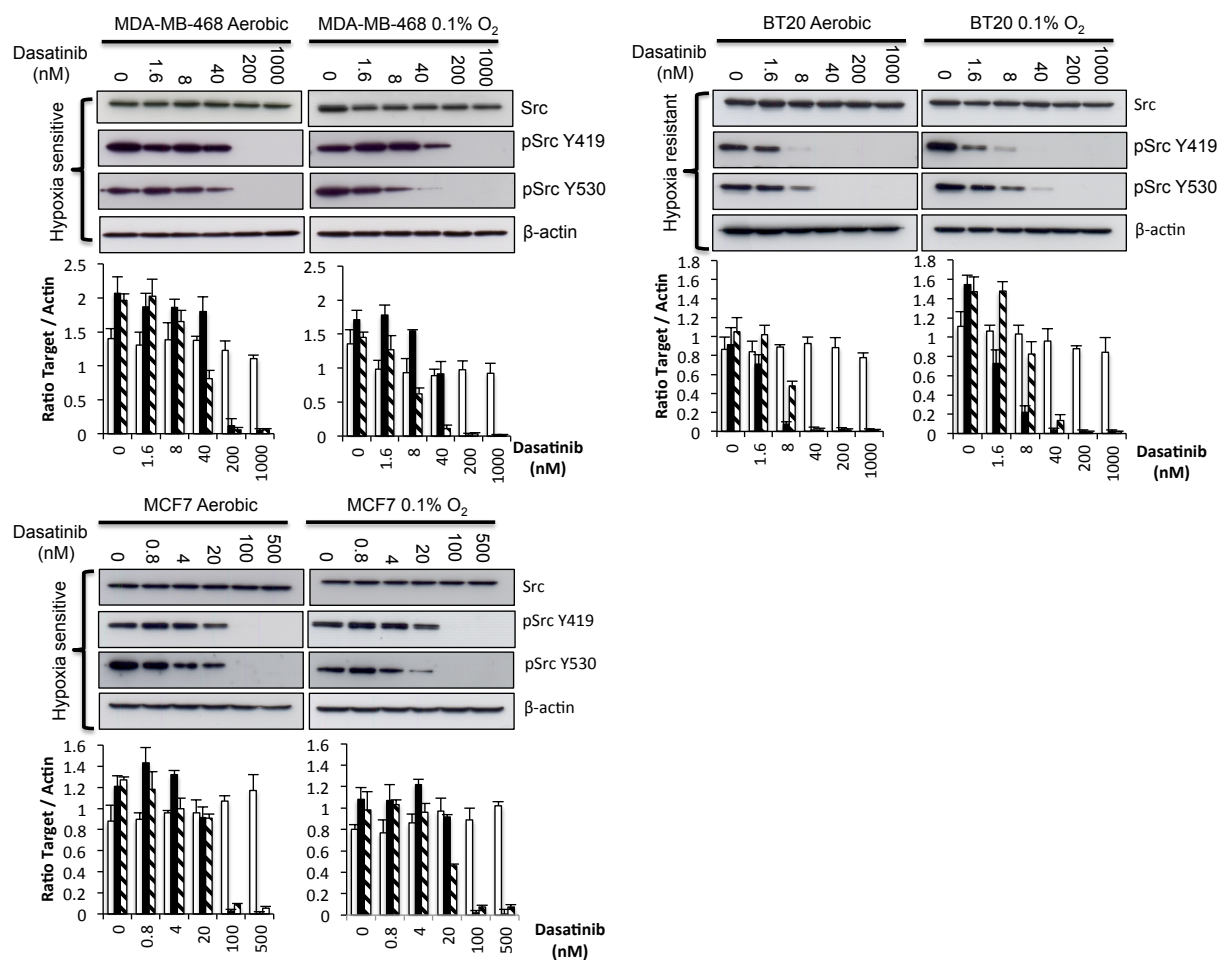 MDA-MB-468 Aerobic MDA-MB-468 0.1% O2
Dasatinib (nM)
0 1.6 8 40 200 1000 0 1.6 8 40 200 1000
Hypoxia sensitive
Src
pSrc Y419
pSrc Y530
β-actin
Ratio Target / Actin
2.5
2
1.5
1
0.5
0
0 1.6 8 40 200 1000
2.5
2
1.5
1
0.5
0
0 1.6 8 40 200 1000
Dasatinib
(nM)
BT20 Aerobic BT20 0.1% O2
Dasatinib
(nM)
0 1.6 8 40 200 1000 0 1.6 8 40 200 1000
Hypoxia resistant
Src
pSrc Y419
pSrc Y530
β-actin
Ratio Target / Actin
1.8
1.6
1.4
1.2
1
0.8
0.6
0.4
0.2
0
0 1.6 8 40 200 1000
1.8
1.6
1.4
1.2
1
0.8
0.6
0.4
0.2
0
0 1.6 8 40 200 1000
Dasatinib
(nM)
MCF7 Aerobic MCF7 0.1% O2
Dasatinib
(nM)
0 0.8 4 20 100 500 0 0.8 4 20 100 500
Hypoxia sensitive
Src
pSrc Y419
pSrc Y530
β-actin
Ratio Target / Actin
1.6
1.4
1.2
1
0.8
0.6
0.4
0.2
0
0 0.8 4 20 100 500
1.6
1.4
1.2
1
0.8
0.6
0.4
0.2
0
0 0.8 4 20 100 500
Dasatinib
(nM)